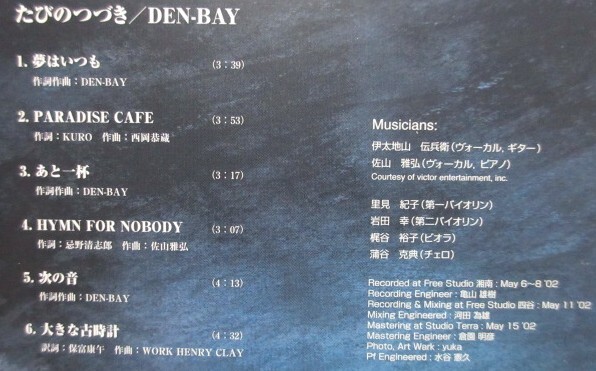 たびのつづき／DEN-BAY
1. 夢はいつも (3：39)
作詞作曲：DEN-BAY
2. PARADISE CAFE (3：53)
作詞：KURO 作曲：西岡恭蔵
3. あと一杯 (3：17)
作詞作曲：DEN-BAY
4. HYMN FOR NOBODY (3：07)
作詞：忌野清志郎 作曲：佐山雅弘
5. 次の音 (4：13)
作詞作曲：DEN-BAY
6. 大きな古時計 (4：32)
訳詞：保富康午 作曲：WORK HENRY CLAY
Musicians:
伊太地山 伝兵衛(ヴォーカル, ギター)
佐山 雅弘(ヴォーカル, ピアノ)
Courtesy of victor entertainment, inc.
里見 紀子(第一バイオリン)
岩田 幸(第二バイオリン)
梶谷 裕子(ビオラ)
蒲谷 克典(チェロ)
Recorded at Free Studio 湘南 : May 6〜8 '02
Recording Engineer : 亀山 雄樹
Recording & Mixing at Free Studio 四谷 : May 11 '02
Mixing Engineered : 河田 為雄
Mastering at Studio Terra : May 15 '02
Mastering Engineer : 倉園 明彦
Photo, Art Wark : yuka
Pf Engineered : 水谷 憲久